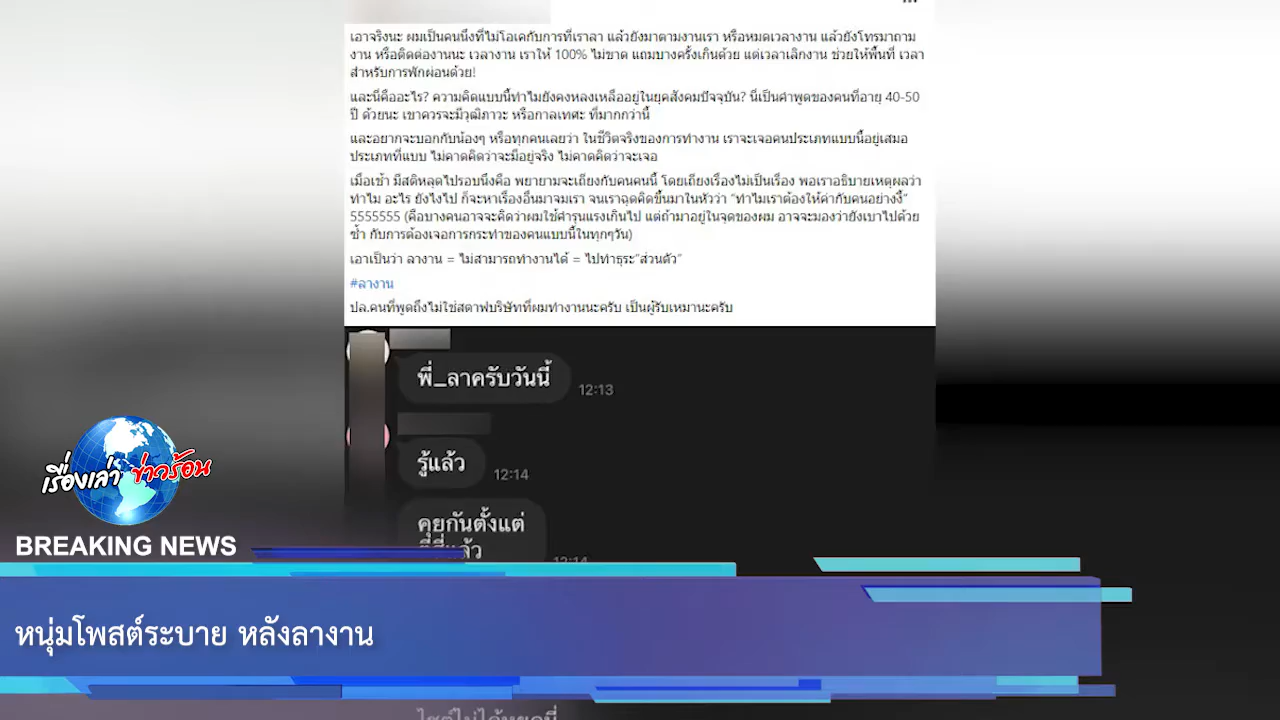 เอาจริงนะ ผมเป็นคนนึงที่ไม่โอเคกับการที่เราลา แล้วยังมาตามงานเรา หรือหมดเวลางาน แล้วยังโทรมาถาม
งาน หรือติดต่องานนะ เวลางาน เราให้ 100% ไม่ขาด แถมบางครั้งเกินด้วย แต่เวลาเลิกงาน ช่วยให้พื้นที่ เวลา
สำหรับการพักผ่อนด้วย!
และนี่คืออะไร? ความคิดแบบนี้ทำไมยังคงหลงเหลืออยู่ในยุคสังคมปัจจุบัน? นี่เป็นคำพูดของคนที่อายุ 40-50
ปี ด้วยนะ เขาควรจะมีวุฒิภาวะ หรือกาลเทศะ ที่มากกว่านี้
และอยากจะบอกกับน้องๆ หรือทุกคนเลยว่า ในชีวิตจริงของการทำงาน เราจะเจอคนประเภทแบบนี้อยู่เสมอ
ประเภทที่แบบ ไม่คาดคิดว่าจะมีอยู่จริง ไม่คาดคิดว่าจะเจอ
เมื่อเช้า มีสติหลุดไปรอบนึงคือ พยายามจะเถียงกับคนคนนี้ โดยเถียงเรื่องไม่เป็นเรื่อง พอเราอธิบายเหตุผลว่า
ทำไม อะไร ยังไงไป ก็จะหาเรื่องอื่นมาจมเรา จนเราฉุดคิดขึ้นมาในหัวว่า "ทำไมเราต้องให้ค่ากับคนอย่างงี้"
5555555 (คือบางคนอาจจะคิดว่าผมใช้คำรุนแรงเกินไป แต่ถ้ามาอยู่ในจุดของผม อาจจะมองว่ายังเบาไปด้วย
ซ้ำ กับการต้องเจอการกระทำของคนแบบนี้ในทุกๆวัน)
เอาเป็นว่า ลางาน = ไม่สามารถทำงานได้ = ไปทำธุระ"ส่วนตัว"
#ลางาน
ปล.คนที่พูดถึงไม่ใช่สตาฟบริษัทที่ผมทำงานนะครับ เป็นผู้รับเหมานะครับ
พี่_ลาครับวันนี้
12:13
รู้แล้ว
12:14
คุยกันตั้งแต่
ตี่สี่แล้ว
12:14
เรื่องเล่า ข่าวร้อน
BREAKING NEWS
หนุ่มโพสต์ระบาย หลังลางาน